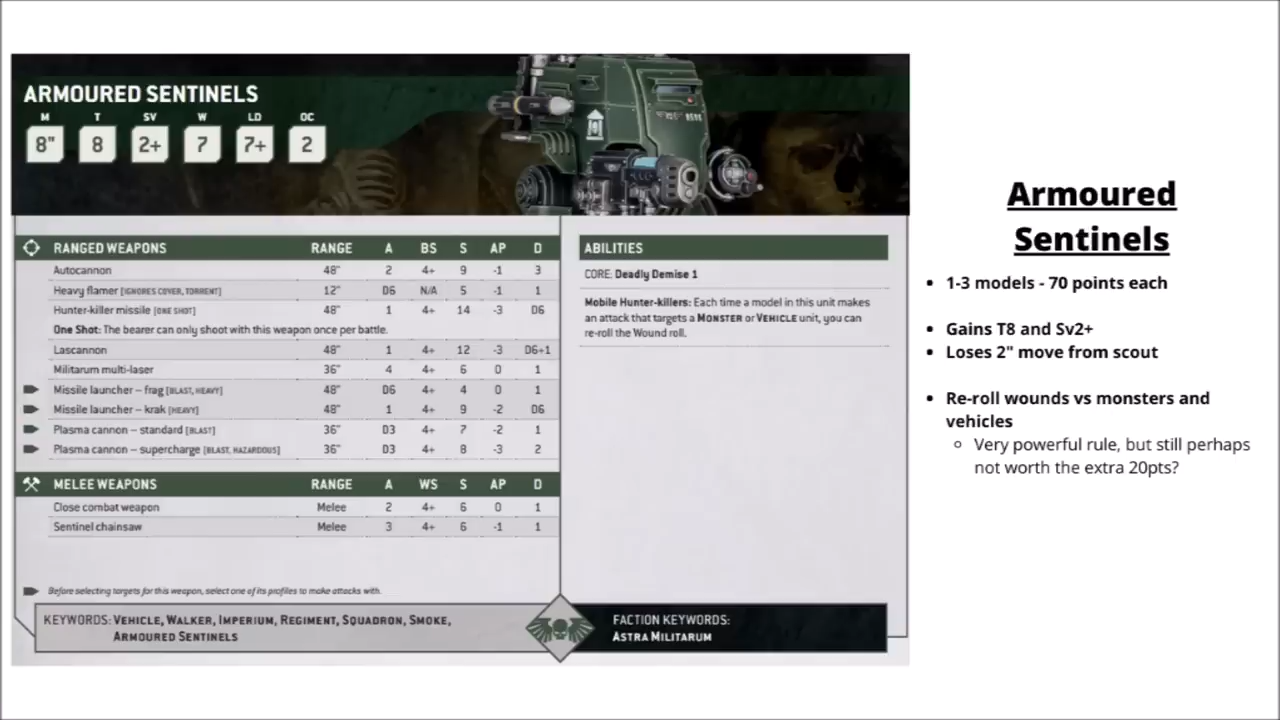 ARMOURED SENTINELS
M T SV W LD OC
8" 8 2+ 7 7+ 2
RANGED WEAPONS RANGE A BS S AP D
Autocannon 48" 2 4+ 9 -1 3
Heavy flamer [IGNORES COVER, TORRENT] 12" D6 N/A 5 -1 1
Hunter-killer missile [ONE SHOT] 48" 1 4+ 14 -3 D6
One Shot: The bearer can only shoot with this weapon once per battle.
Lascannon 48" 1 4+ 12 -3 D6+1
Militarum multi-laser 36" 4 4+ 6 0 1
Missile launcher – frag [BLAST, HEAVY] 48" D6 4+ 4 0 1
Missile launcher – krak [HEAVY] 48" 1 4+ 9 -2 D6
Plasma cannon – standard [BLAST] 36" D3 4+ 7 -2 1
Plasma cannon – supercharge [BLAST, HAZARDOUS] 36" D3 4+ 8 -3 2
MELEE WEAPONS RANGE A WS S AP D
Close combat weapon Melee 2 4+ 6 0 1
Sentinel chainsaw Melee 3 4+ 6 -1 1
Before selecting targets for this weapon, select one of its profiles to make attacks with.
KEYWORDS: VEHICLE, WALKER, IMPERIUM, REGIMENT, SQUADRON, SMOKE,
ARMOURED SENTINELS
ABILITIES
CORE: Deadly Demise 1
Mobile Hunter-killers: Each time a model in this unit makes
an attack that targets a MONSTER or VEHICLE unit, you can
re-roll the Wound roll.
FACTION KEYWORDS:
ASTRA MILITARUM
Armoured
Sentinels
• 1-3 models - 70 points each
• Gains T8 and Sv2+
• Loses 2" move from scout
• Re-roll wounds vs monsters and
vehicles
○ Very powerful rule, but still perhaps
not worth the extra 20pts?